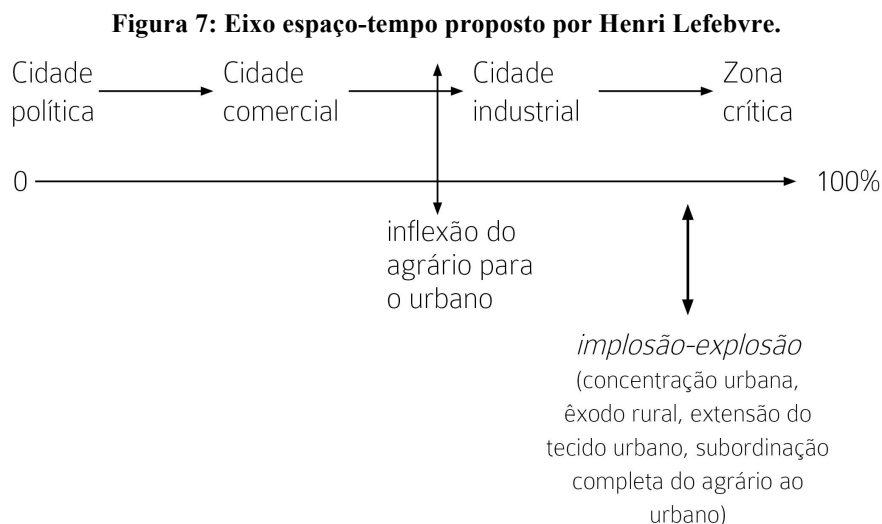 Figura 7: Eixo espaço-tempo proposto por Henri Lefebvre.
Cidade
política
Cidade
comercial
Cidade
industrial
Zona
crítica
0
100%
inflexão do
agrário para
o urbano
implosão-explosão
(concentração urbana,
êxodo rural, extensão do
tecido urbano, subordinação
completa do agrário ao
urbano)